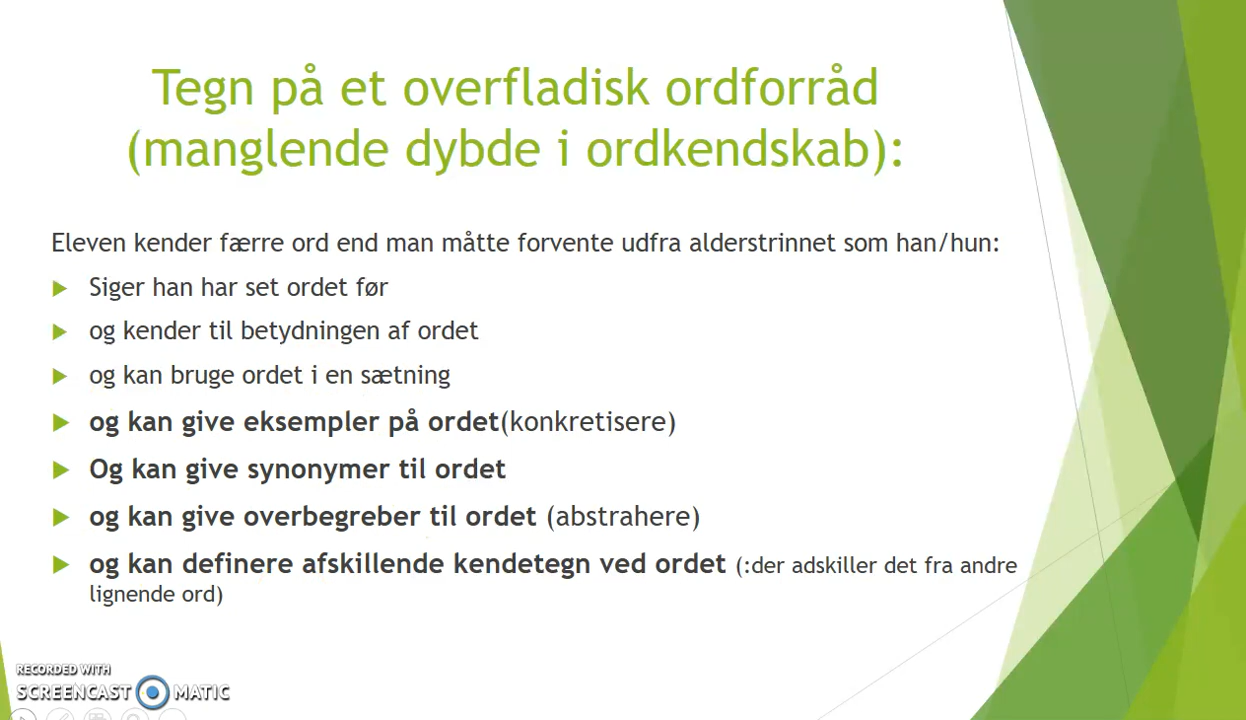 Tegn på et overfladisk ordforråd
(manglende dybde i ordkendskab):
Eleven kender færre ord end man måtte forvente udfra alderstrinnet som han/hun:
Siger han har set ordet før
og kender til betydningen af ordet
og kan bruge ordet i en sætning
og kan give eksempler på ordet(konkretisere)
Og kan give synonymer til ordet
og kan give overbegreber til ordet (abstrahere)
og kan definere afskillende kendetegn ved ordet (:der adskiller det fra andre
lignende ord)
RECORDED WITH
SCREENCAST MATIC